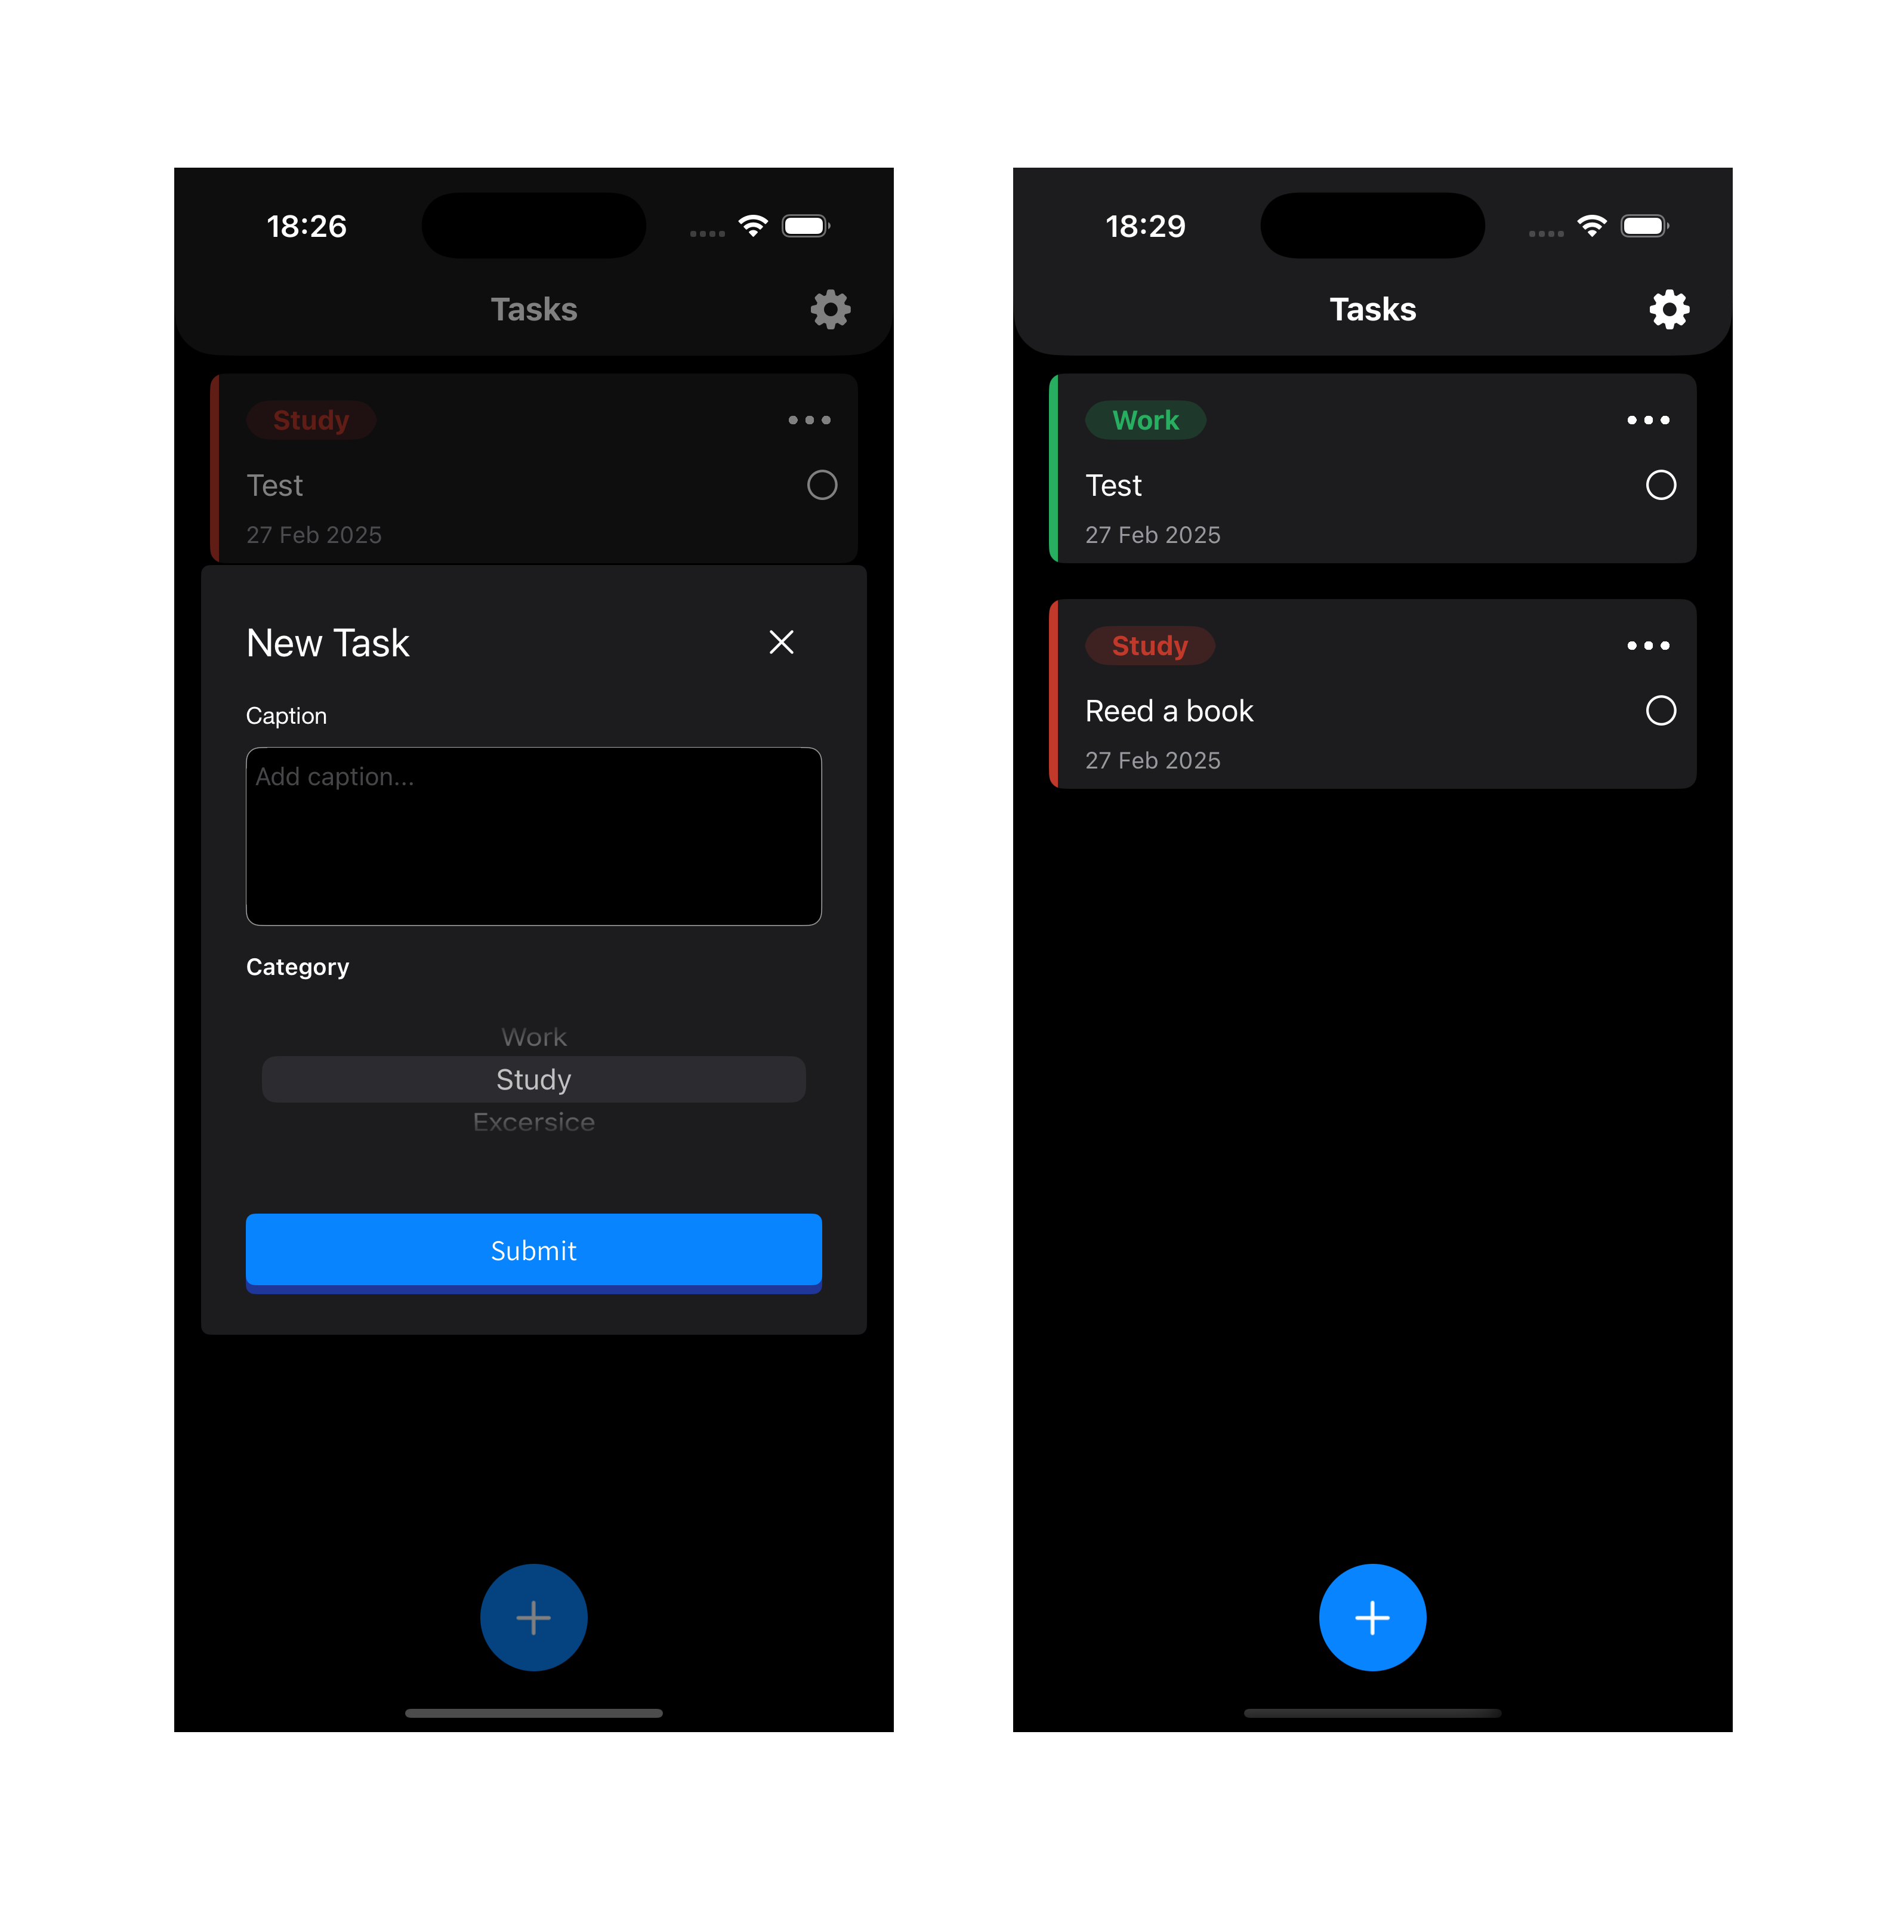 18:26
Tasks
Study
Test
27 Feb 2025
New Task
Caption
Add caption...
Category
Work
Study
Excersice
Submit
18:29
Tasks
Work
Test
27 Feb 2025
Study
Reed a book
27 Feb 2025